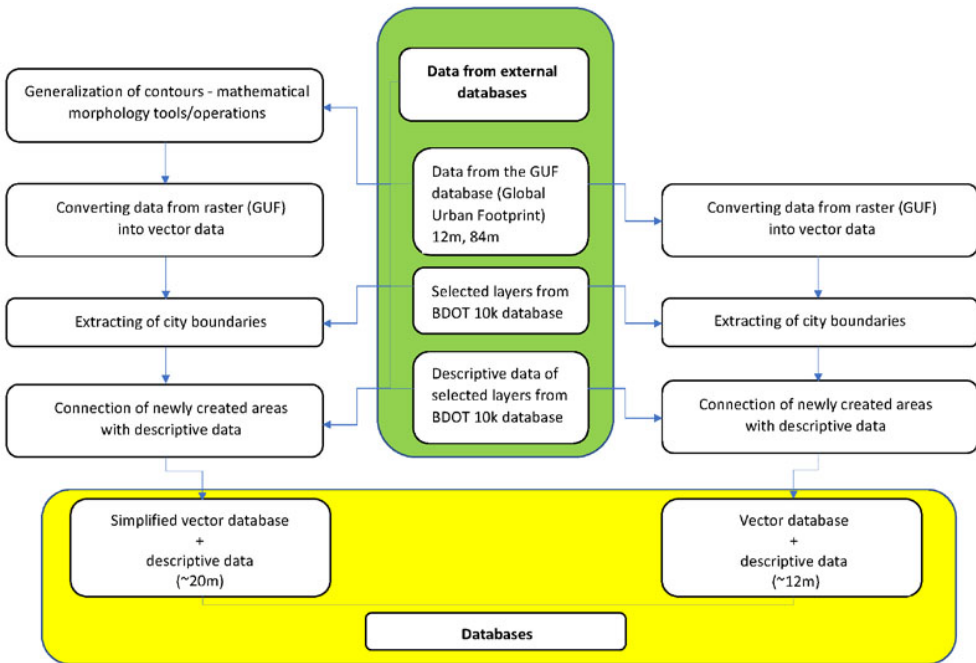 Data from external
databases
Generalization of contours - mathematical
morphology tools/operations
Data from the GUF
database (Global
Urban Footprint)
12m, 84m
Converting data from raster (GUF)
into vector data
Converting data from raster (GUF)
into vector data
Extracting of city boundaries
Selected layers from
BDOT 10k database
Extracting of city boundaries
Connection of newly created areas
with descriptive data
Descriptive data of
selected layers from
BDOT 10k database
Connection of newly created areas
with descriptive data
Simplified vector database
+
descriptive data
(~20m)
Vector database
+
descriptive data
(~12m)
Databases